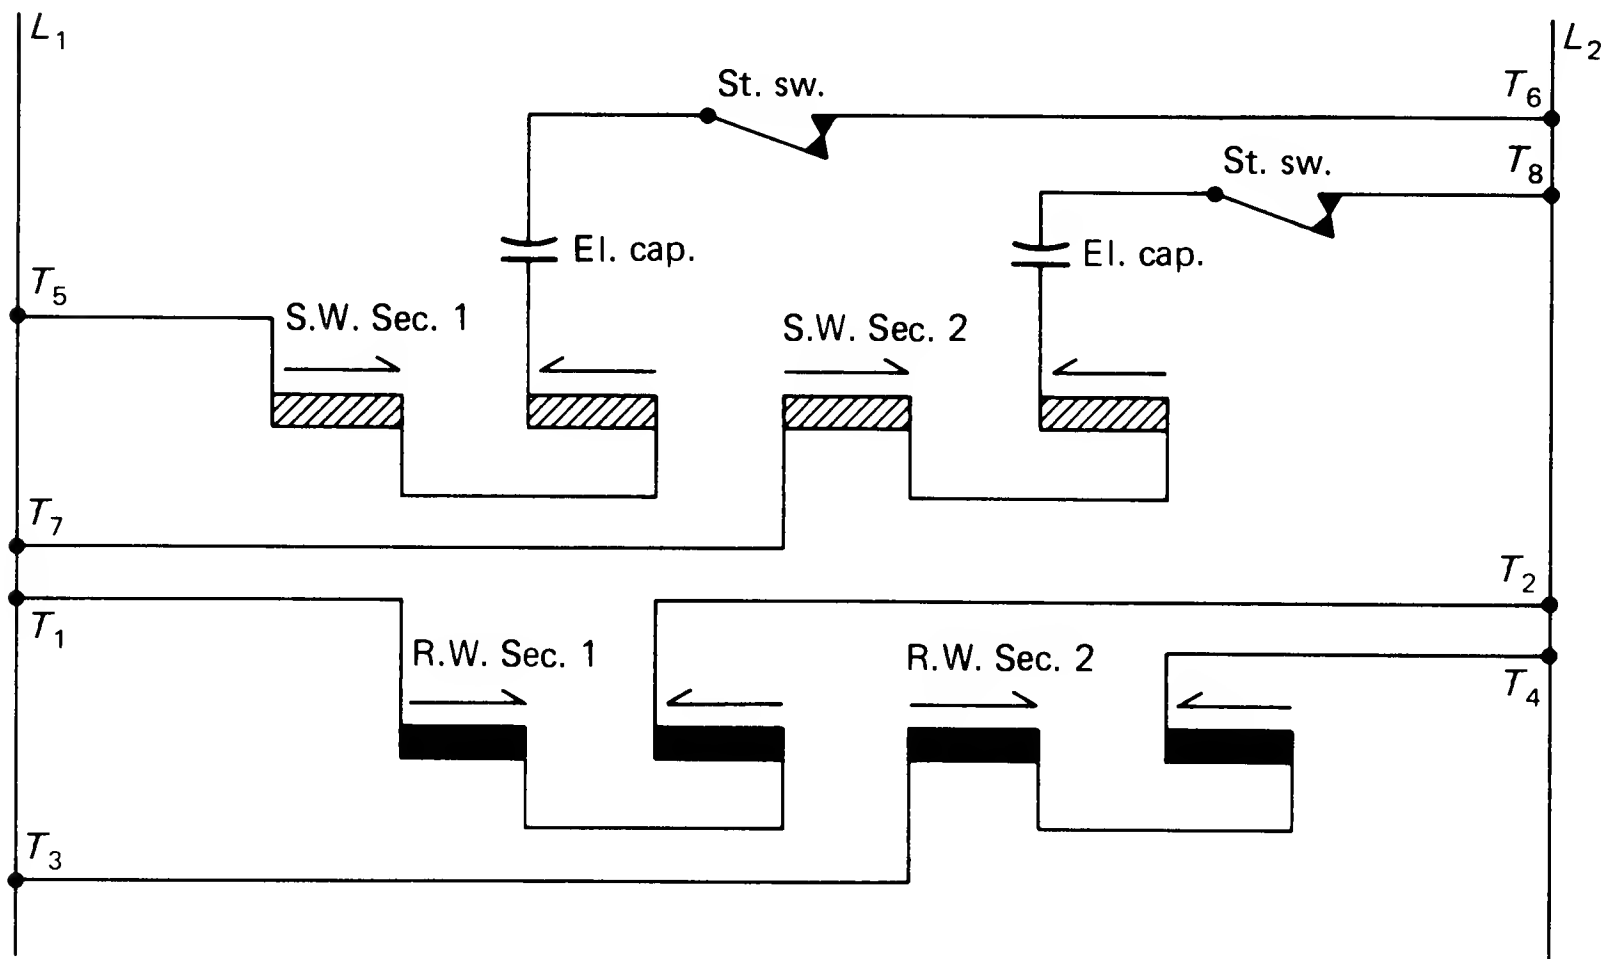 L1
L2
St. sw.
T6
St. sw.
T8
El. cap.
El. cap.
T5
S.W. Sec. 1
S.W. Sec. 2
T7
T2
T1
R.W. Sec. 1
R.W. Sec. 2
T4
T3